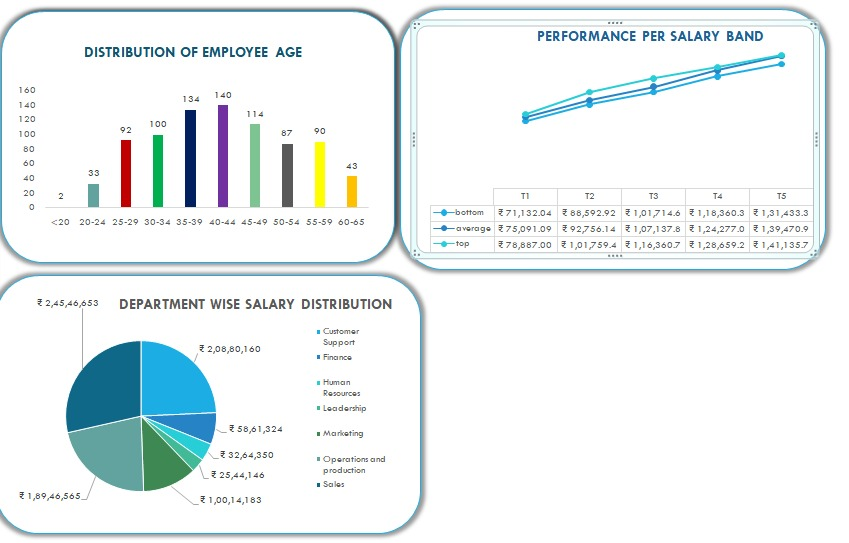 DISTRIBUTION OF EMPLOYEE AGE
160
140
120
100
80
60
40
20
0
2
33
92
100
134
140
114
87
90
43
<20 20-24 25-29 30-34 35-39 40-44 45-49 50-54 55-59 60-65
PERFORMANCE PER SALARY BAND
T1 T2 T3 T4 T5
bottom ₹ 71,132.04 ₹ 88,592.92 ₹ 1,01,714.6 ₹ 1,18,360.3 ₹ 1,31,433.3
average ₹ 75,091.09 ₹ 92,756.14 ₹ 1,07,137.8 ₹ 1,24,277.0 ₹ 1,39,470.9
top ₹ 78,887.00 ₹ 1,01,759.4 ₹ 1,16,360.7 ₹ 1,28,659.2 ₹ 1,41,135.7
DEPARTMENT WISE SALARY DISTRIBUTION
₹ 2,45,46,653
₹ 2,08,80,160
₹ 58,61,324
₹ 32,64,350
₹ 25,44,146
₹ 1,00,14,183
₹ 1,89,46,565
Customer
Support
Finance
Human
Resources
Leadership
Marketing
Operations and
production
Sales